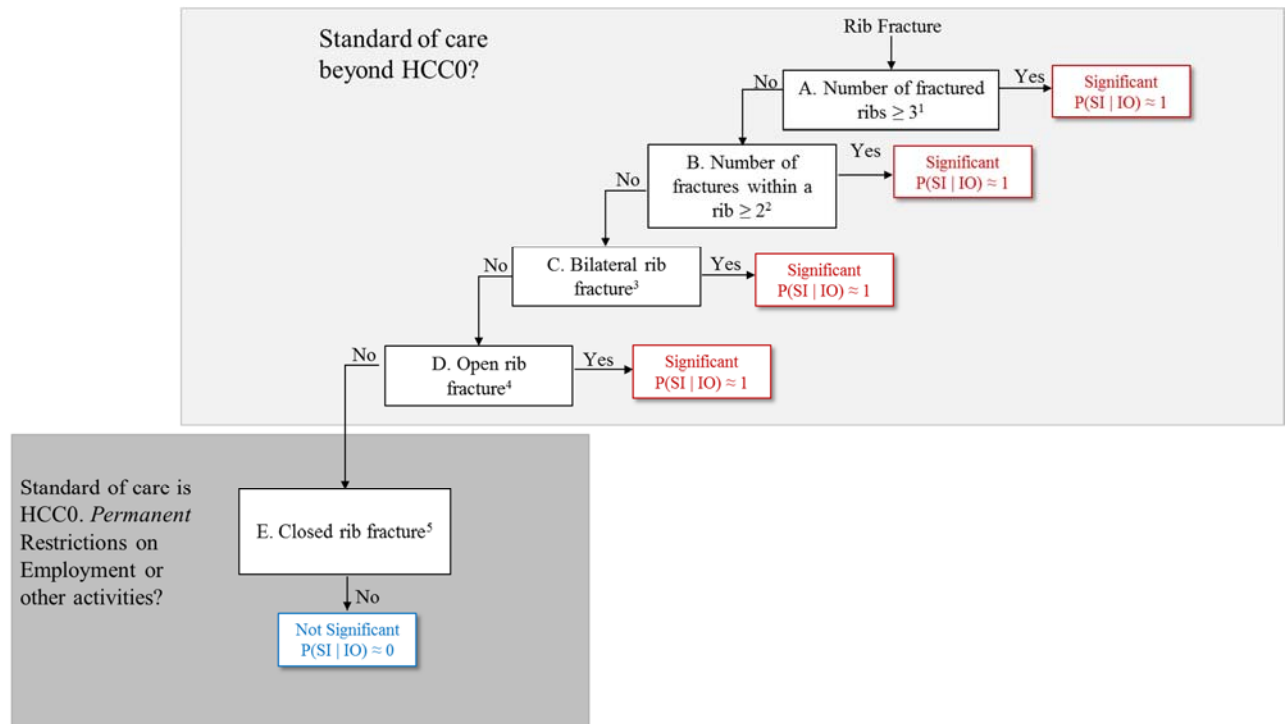 Standard of care
beyond HCC0?
Rib Fracture
No
A. Number of fractured
ribs ≥ 3¹
Yes
Significant
P(SI | IO) ≈ 1
No
B. Number of
fractures within a
rib ≥ 2²
Yes
Significant
P(SI | IO) ≈ 1
No
C. Bilateral rib
fracture³
Yes
Significant
P(SI | IO) ≈ 1
No
D. Open rib
fracture⁴
Yes
Significant
P(SI | IO) ≈ 1
Standard of care is
HCC0. Permanent
Restrictions on
Employment or
other activities?
E. Closed rib fracture⁵
No
Not Significant
P(SI | IO) ≈ 0